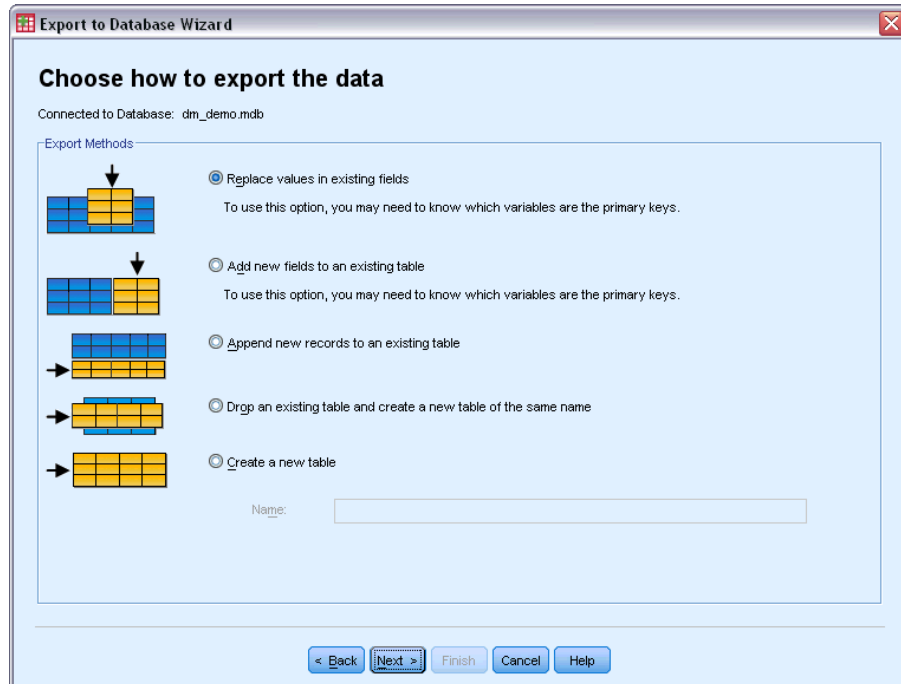 Export to Database Wizard
Choose how to export the data
Connected to Database: dm_demo.mdb
Export Methods
Replace values in existing fields
To use this option, you may need to know which variables are the primary keys.
Add new fields to an existing table
To use this option, you may need to know which variables are the primary keys.
Append new records to an existing table
Drop an existing table and create a new table of the same name
Create a new table
Name:
< Back Next > Finish Cancel Help